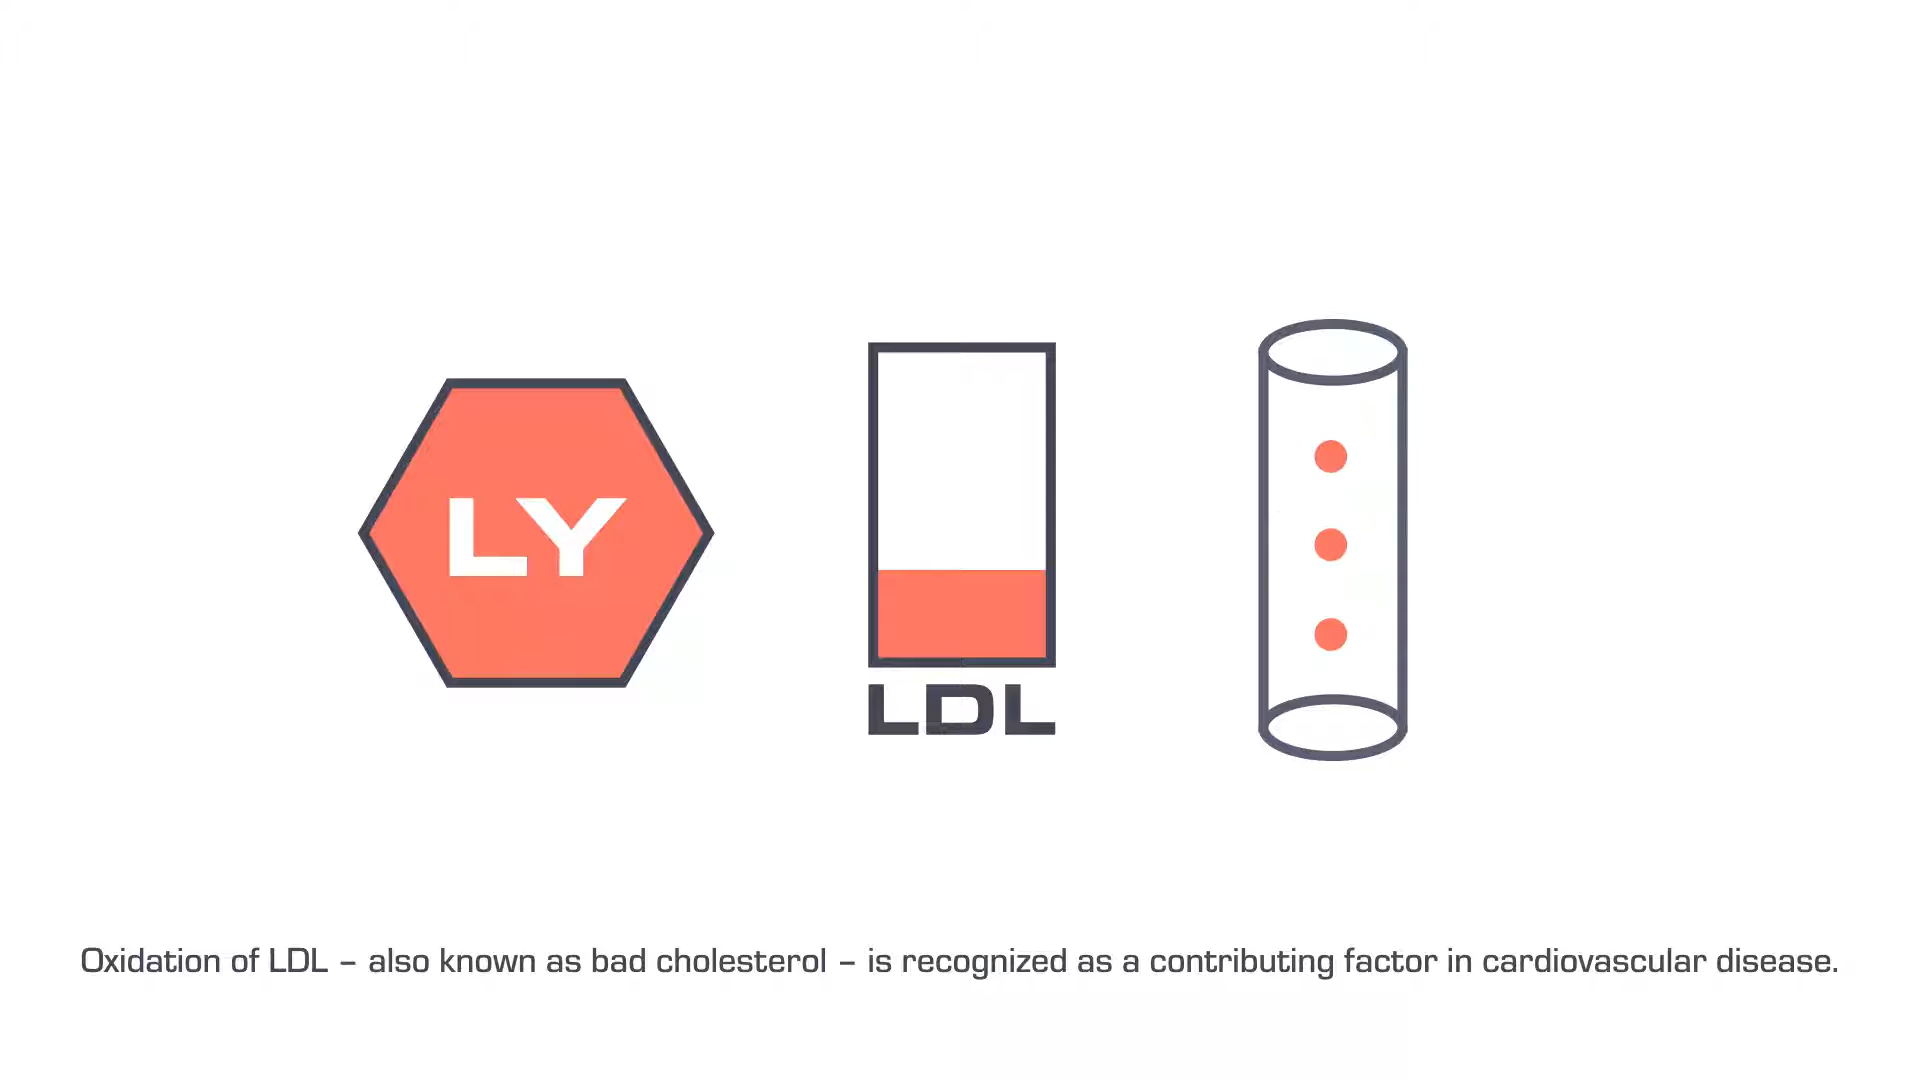 LY
LDL
Oxidation of LDL – also known as bad cholesterol – is recognized as a contributing factor in cardiovascular disease.